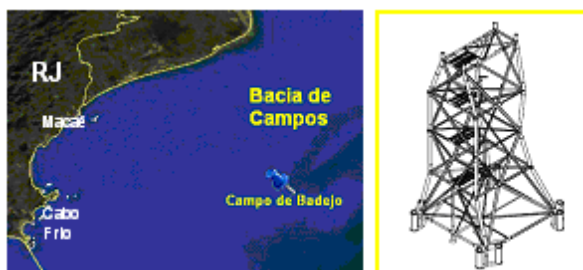 RJ
Bacia de
Campos
Macaé
Campo de Badejo
Cabo
Frio